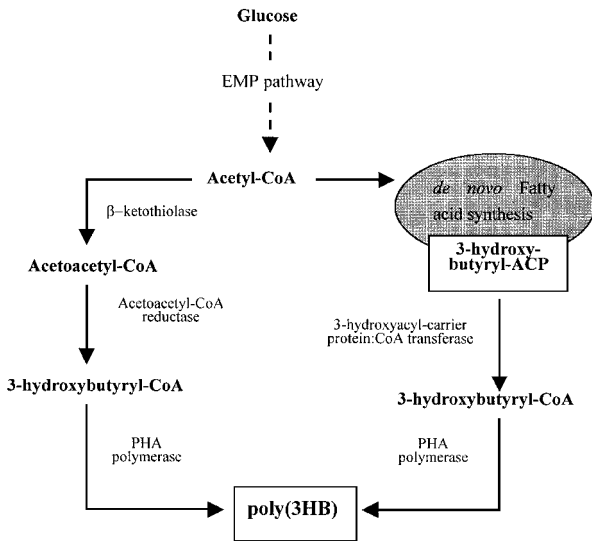 Glucose
EMP pathway
Acetyl-CoA
de novo Fatty
acid synthesis
β-ketothiolase
3-hydroxy-
butyryl-ACP
Acetoacetyl-CoA
Acetoacetyl-CoA
reductase
3-hydroxyacyl-carrier
protein:CoA transferase
3-hydroxybutyryl-CoA
3-hydroxybutyryl-CoA
PHA
polymerase
PHA
polymerase
poly(3HB)